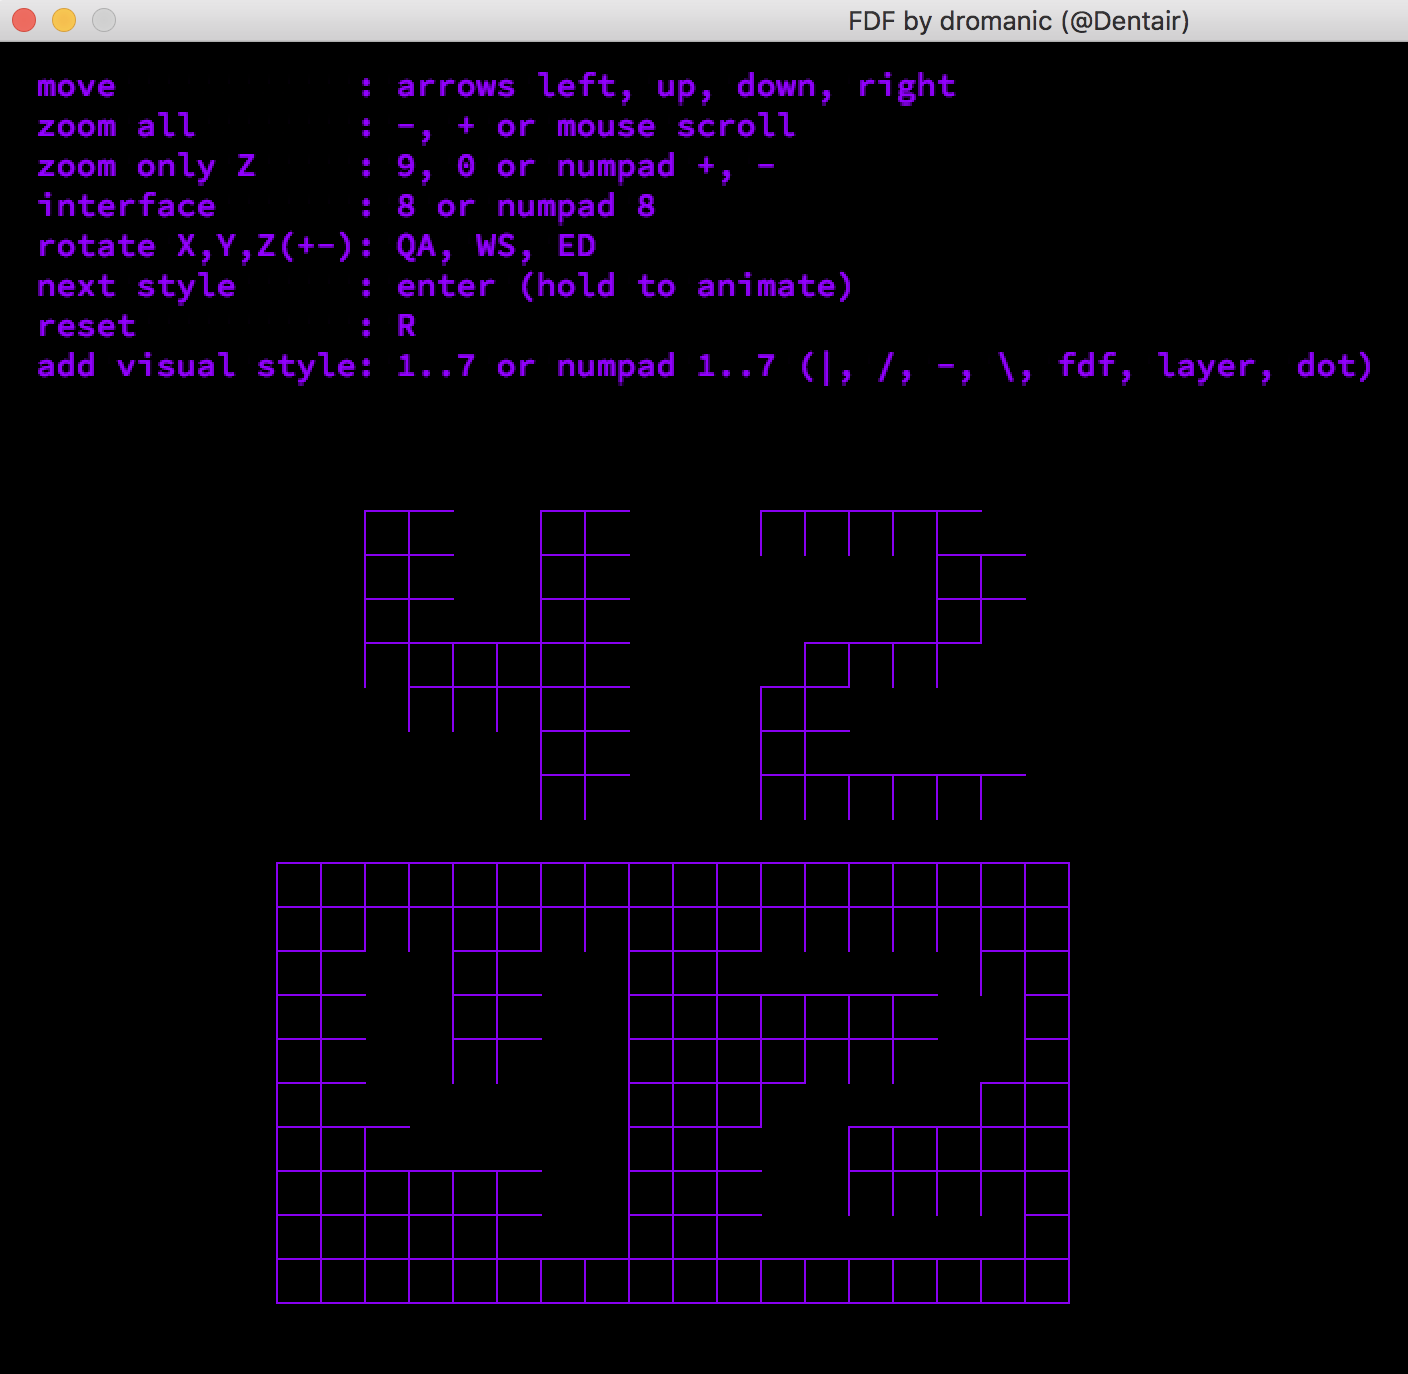 FDF by dromanic (@Dentair)
move : arrows left, up, down, right
zoom all : -, + or mouse scroll
zoom only Z : 9, 0 or numpad +, -
interface : 8 or numpad 8
rotate X,Y,Z(+-): QA, WS, ED
next style : enter (hold to animate)
reset : R
add visual style: 1..7 or numpad 1..7 (|, /, -, \, fdf, layer, dot)
42
42